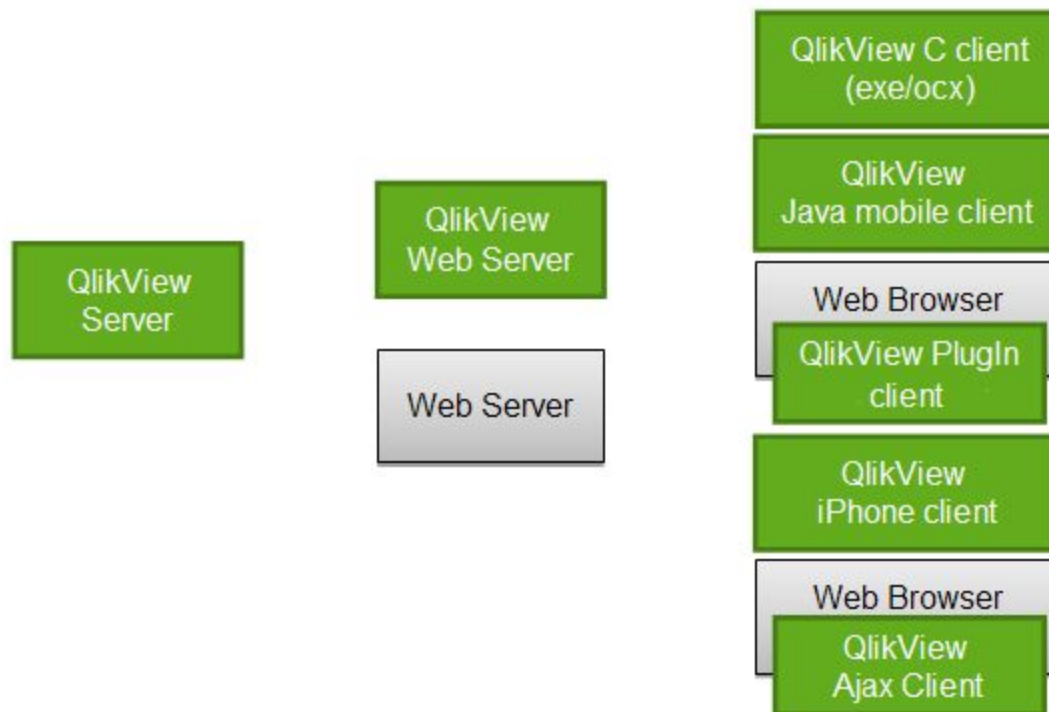 QlikView
Server
QlikView
Web Server
Web Server
QlikView C client
(exe/ocx)
QlikView
Java mobile client
Web Browser
QlikView PlugIn
client
QlikView
iPhone client
Web Browser
QlikView
Ajax Client